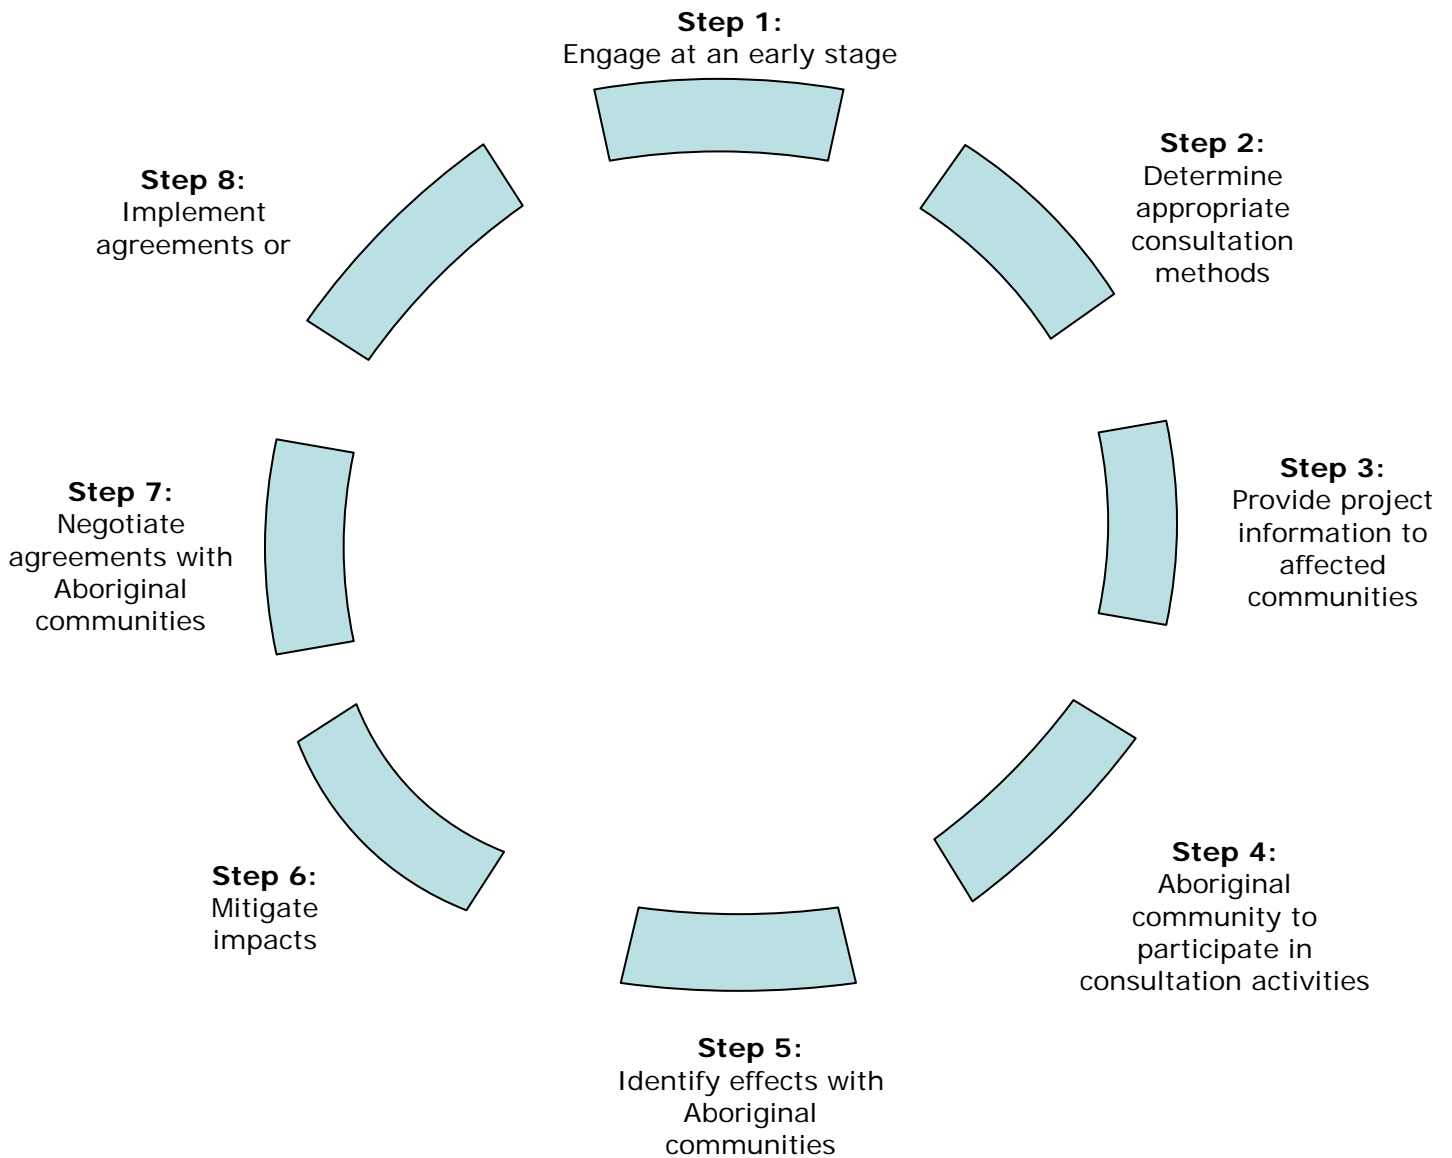 Step 1:
Engage at an early stage
Step 2:
Determine
appropriate
consultation
methods
Step 3:
Provide project
information to
affected
communities
Step 4:
Aboriginal
community to
participate in
consultation activities
Step 5:
Identify effects with
Aboriginal
communities
Step 6:
Mitigate
impacts
Step 7:
Negotiate
agreements with
Aboriginal
communities
Step 8:
Implement
agreements or